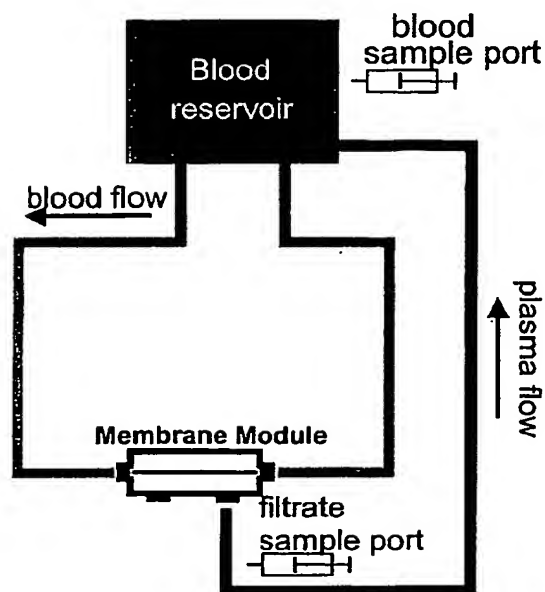 blood
sample port
Blood
reservoir
blood flow
plasma flow
Membrane Module
filtrate
sample port